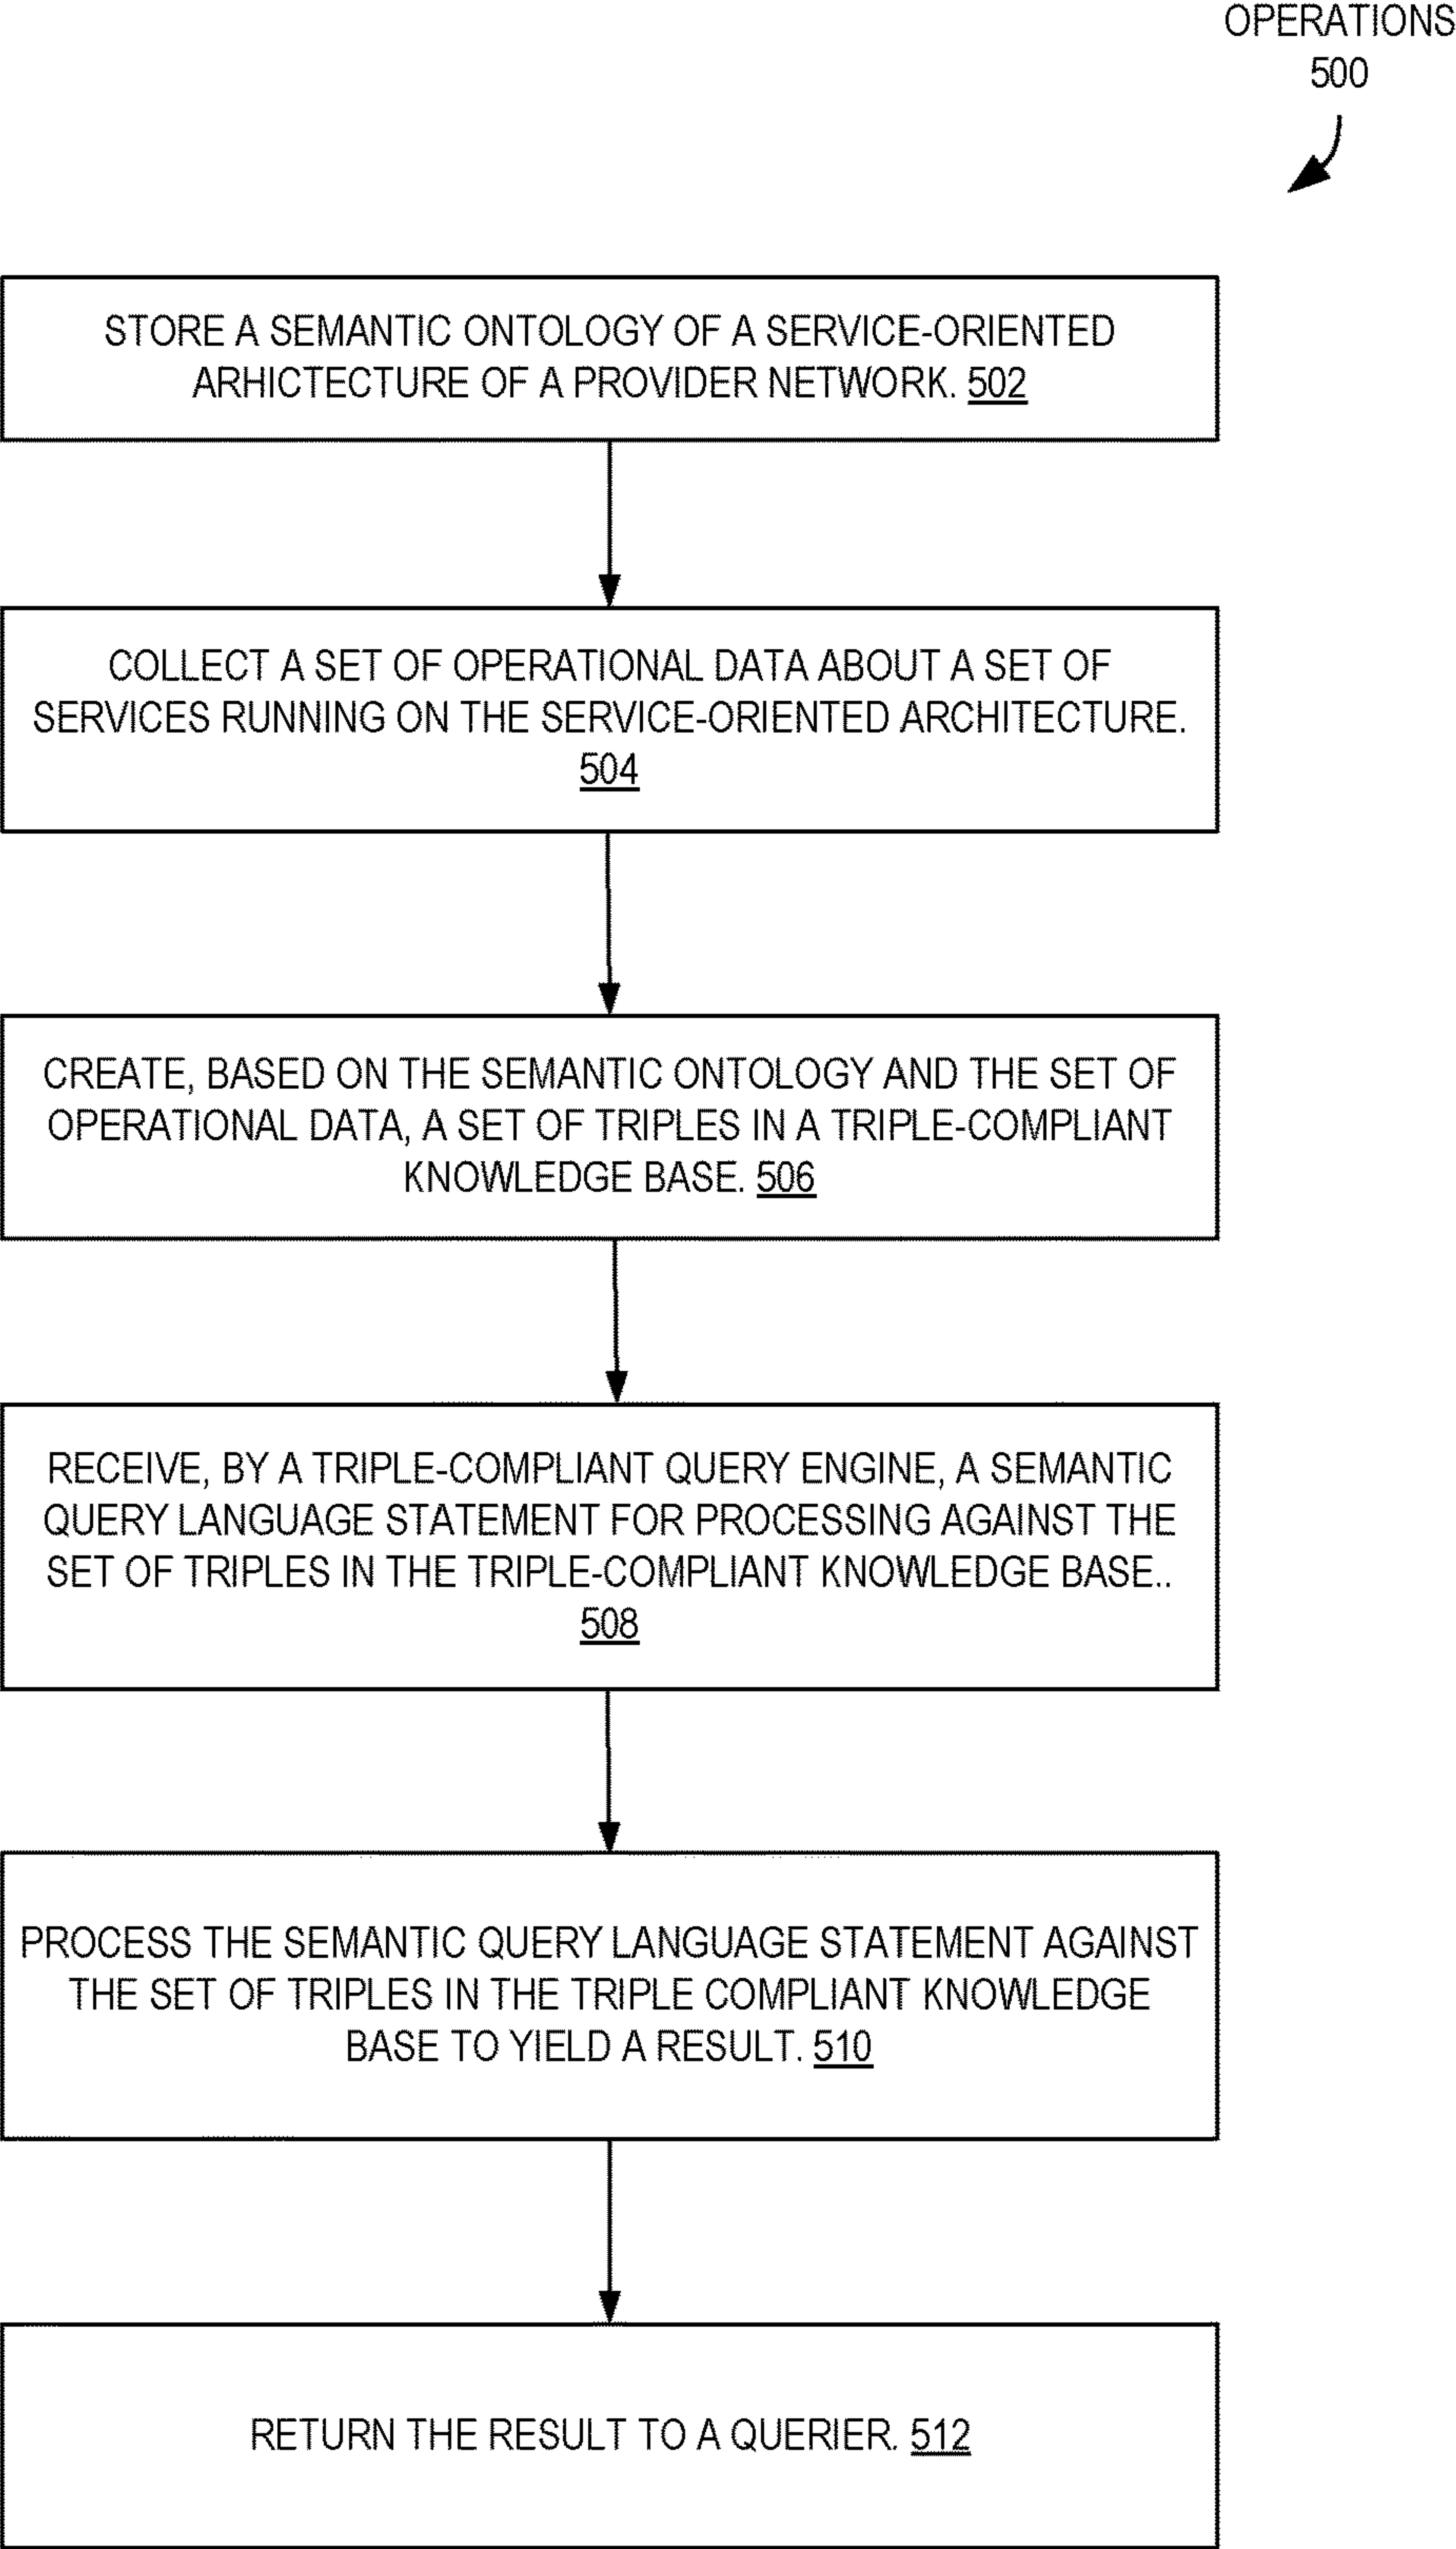 OPERATIONS
500
STORE A SEMANTIC ONTOLOGY OF A SERVICE-ORIENTED
ARHICTECTURE OF A PROVIDER NETWORK. 502
COLLECT A SET OF OPERATIONAL DATA ABOUT A SET OF
SERVICES RUNNING ON THE SERVICE-ORIENTED ARCHITECTURE.
504
CREATE, BASED ON THE SEMANTIC ONTOLOGY AND THE SET OF
OPERATIONAL DATA, A SET OF TRIPLES IN A TRIPLE-COMPLIANT
KNOWLEDGE BASE. 506
RECEIVE, BY A TRIPLE-COMPLIANT QUERY ENGINE, A SEMANTIC
QUERY LANGUAGE STATEMENT FOR PROCESSING AGAINST THE
SET OF TRIPLES IN THE TRIPLE-COMPLIANT KNOWLEDGE BASE..
508
PROCESS THE SEMANTIC QUERY LANGUAGE STATEMENT AGAINST
THE SET OF TRIPLES IN THE TRIPLE COMPLIANT KNOWLEDGE
BASE TO YIELD A RESULT. 510
RETURN THE RESULT TO A QUERIER. 512